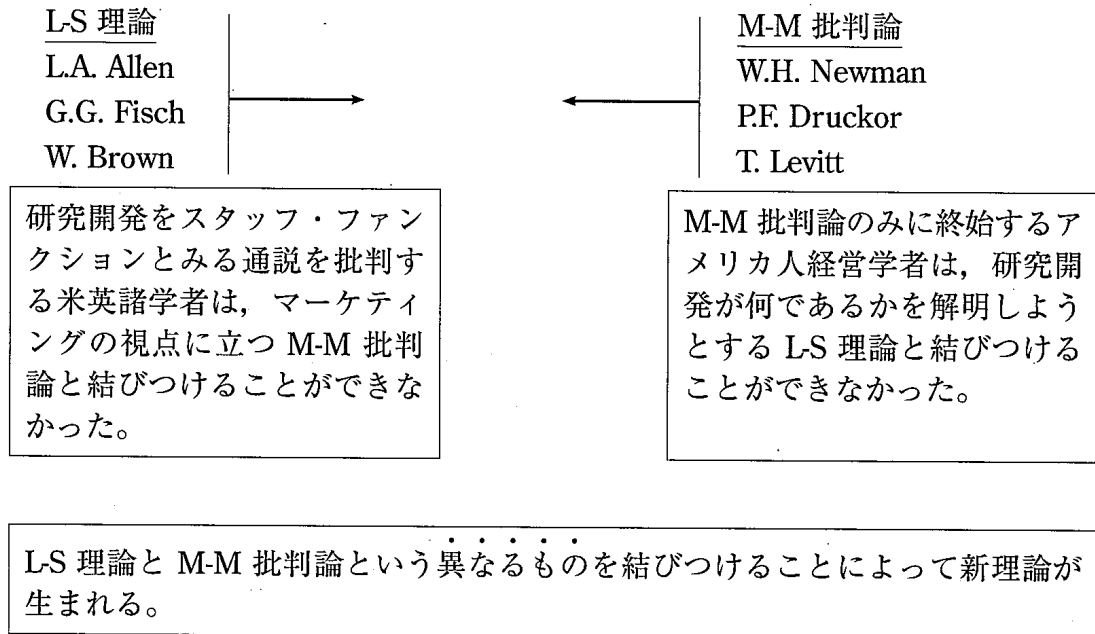 L-S 理論
L.A. Allen
G.G. Fisch
W. Brown
M-M 批判論
W.H. Newman
P.F. Druckor
T. Levitt
研究開発をスタッフ・ファン
クションとみる通説を批判す
る米英諸学者は，マーケティ
ングの視点に立つ M-M 批判
論と結びつけることができな
かった。
M-M 批判論のみに終始するア
メリカ人経営学者は，研究開
発が何であるかを解明しよう
とする L-S 理論と結びつける
ことができなかった。
L-S 理論と M-M 批判論という異なるものを結びつけることによって新理論が
生まれる。